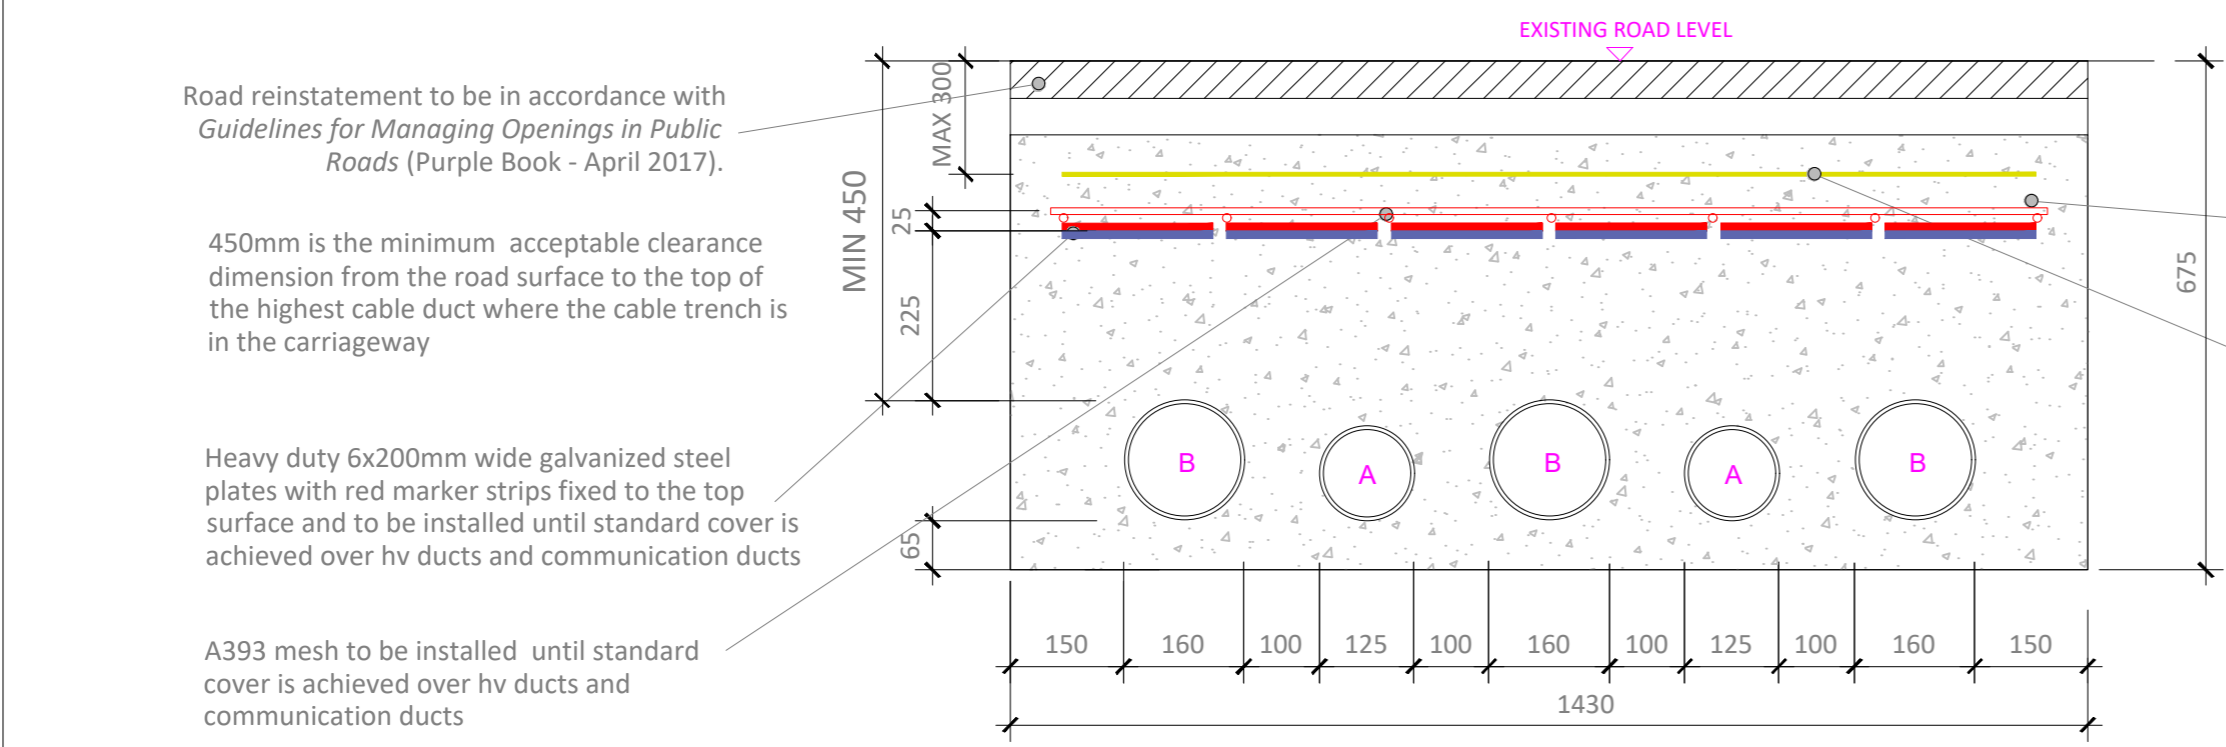 EXISTING ROAD LEVEL
Road reinstatement to be in accordance with
Guidelines for Managing Openings in Public
Roads (Purple Book - April 2017).
450mm is the minimum acceptable clearance
dimension from the road surface to the top of
the highest cable duct where the cable trench is
in the carriageway
Heavy duty 6x200mm wide galvanized steel
plates with red marker strips fixed to the top
surface and to be installed until standard cover is
achieved over hv ducts and communication ducts
A393 mesh to be installed until standard
cover is achieved over hv ducts and
communication ducts
MIN 450
MAX 300
25
225
65
675
B A B A B
150 160 100 125 100 160 100 125 100 160 150
1430